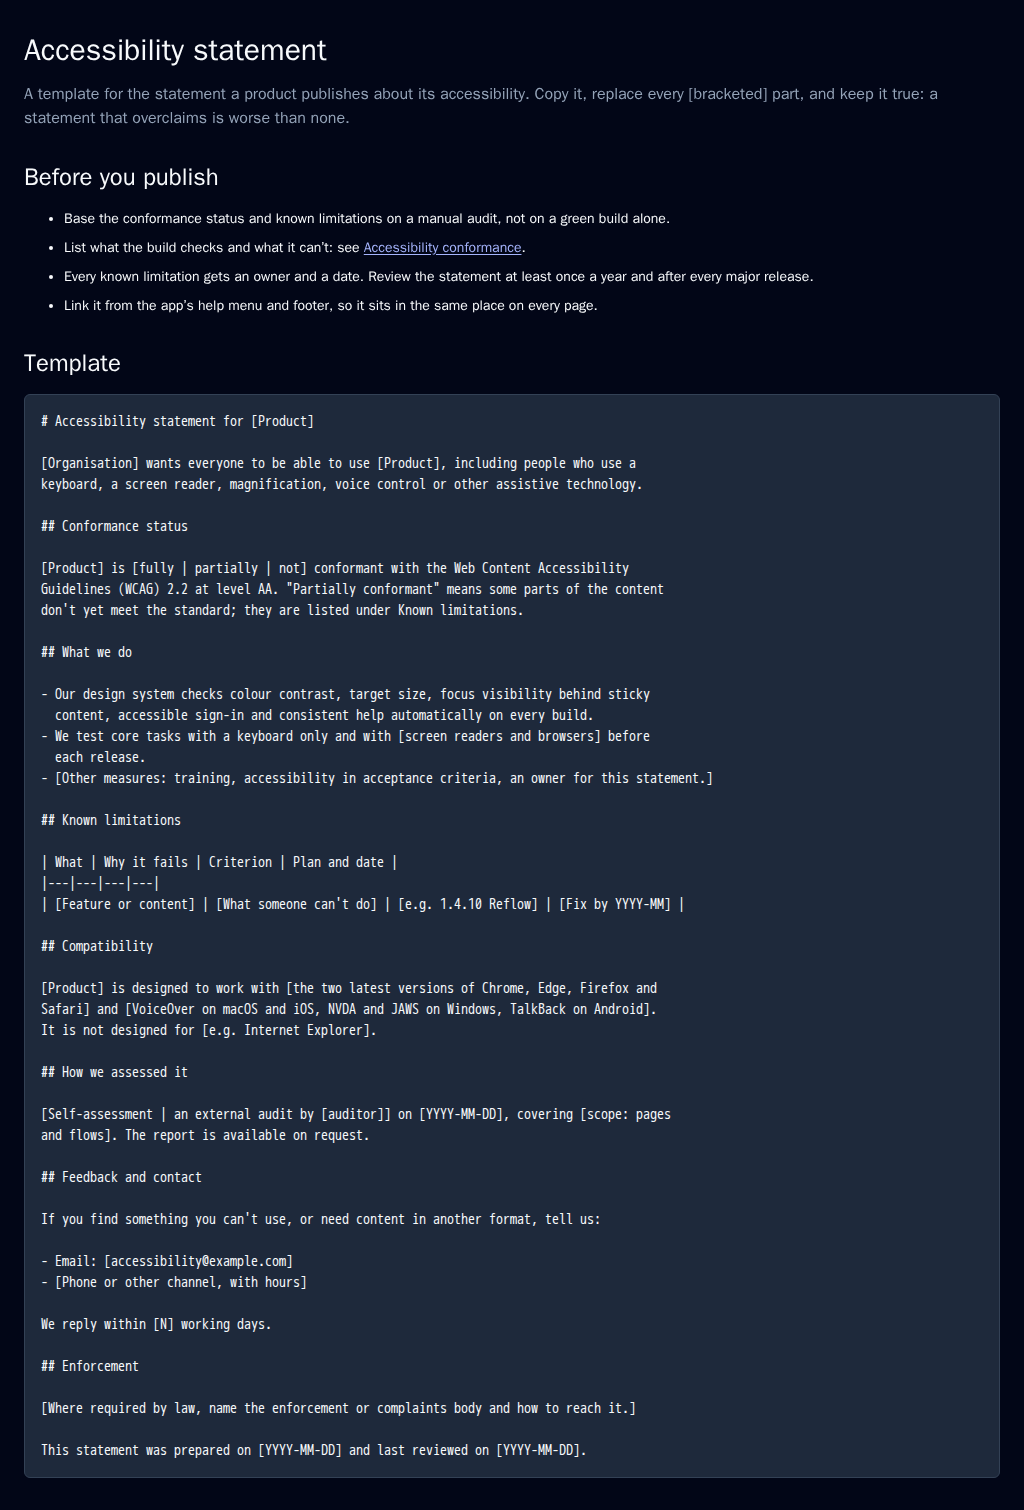 Accessibility statement
A template for the statement a product publishes about its accessibility. Copy it, replace every [bracketed] part, and keep it true: a
statement that overclaims is worse than none.
Before you publish
• Base the conformance status and known limitations on a manual audit, not on a green build alone.
• List what the build checks and what it can’t: see Accessibility conformance.
• Every known limitation gets an owner and a date. Review the statement at least once a year and after every major release.
• Link it from the app’s help menu and footer, so it sits in the same place on every page.
Template
# Accessibility statement for [Product]
[Organisation] wants everyone to be able to use [Product], including people who use a
keyboard, a screen reader, magnification, voice control or other assistive technology.
## Conformance status
[Product] is [fully | partially | not] conformant with the Web Content Accessibility
Guidelines (WCAG) 2.2 at level AA. "Partially conformant" means some parts of the content
don't yet meet the standard; they are listed under Known limitations.
## What we do
- Our design system checks colour contrast, target size, focus visibility behind sticky
  content, accessible sign-in and consistent help automatically on every build.
- We test core tasks with a keyboard only and with [screen readers and browsers] before
  each release.
- [Other measures: training, accessibility in acceptance criteria, an owner for this statement.]
## Known limitations
| What | Why it fails | Criterion | Plan and date |
|---|---|---|---|
| [Feature or content] | [What someone can't do] | [e.g. 1.4.10 Reflow] | [Fix by YYYY-MM] |
## Compatibility
[Product] is designed to work with [the two latest versions of Chrome, Edge, Firefox and
Safari] and [VoiceOver on macOS and iOS, NVDA and JAWS on Windows, TalkBack on Android].
It is not designed for [e.g. Internet Explorer].
## How we assessed it
[Self-assessment | an external audit by [auditor]] on [YYYY-MM-DD], covering [scope: pages
and flows]. The report is available on request.
## Feedback and contact
If you find something you can't use, or need content in another format, tell us:
- Email: [accessibility@example.com]
- [Phone or other channel, with hours]
We reply within [N] working days.
## Enforcement
[Where required by law, name the enforcement or complaints body and how to reach it.]
This statement was prepared on [YYYY-MM-DD] and last reviewed on [YYYY-MM-DD].